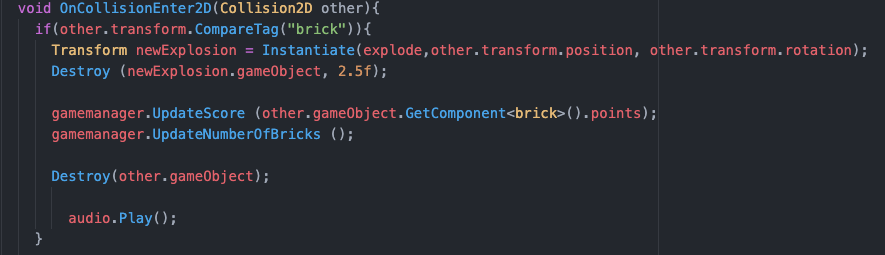 void OnCollisionEnter2D(Collision2D other){
if(other.transform.CompareTag("brick")){
Transform newExplosion = Instantiate(explode,other.transform.position, other.transform.rotation);
Destroy (newExplosion.gameObject, 2.5f);
gamemanager.UpdateScore (other.gameObject.GetComponent<brick>().points);
gamemanager.UpdateNumberOfBricks ();
Destroy(other.gameObject);
audio.Play();
}